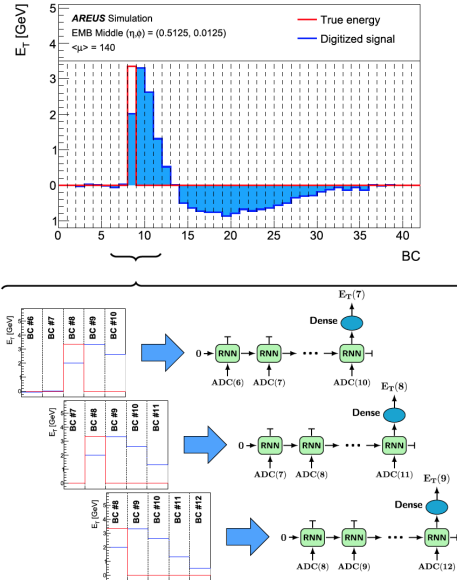 AREUS Simulation
EMB Middle (η,φ) = (0.5125, 0.0125)
<μ> = 140
True energy
Digitized signal
E_T [GeV]
5
4
3
2
1
0
1
0 5 10 15 20 25 30 35 40
BC
E_T [GeV]
BC #6 BC #7 BC #8 BC #9 BC #10
E_T(7)
Dense
0 RNN RNN ··· RNN
ADC(6) ADC(7) ADC(10)
E_T [GeV]
BC #7 BC #8 BC #9 BC #10 BC #11
E_T(8)
Dense
0 RNN RNN ··· RNN
ADC(7) ADC(8) ADC(11)
E_T [GeV]
BC #8 BC #9 BC #10 BC #11 BC #12
E_T(9)
Dense
0 RNN RNN ··· RNN
ADC(8) ADC(9) ADC(12)